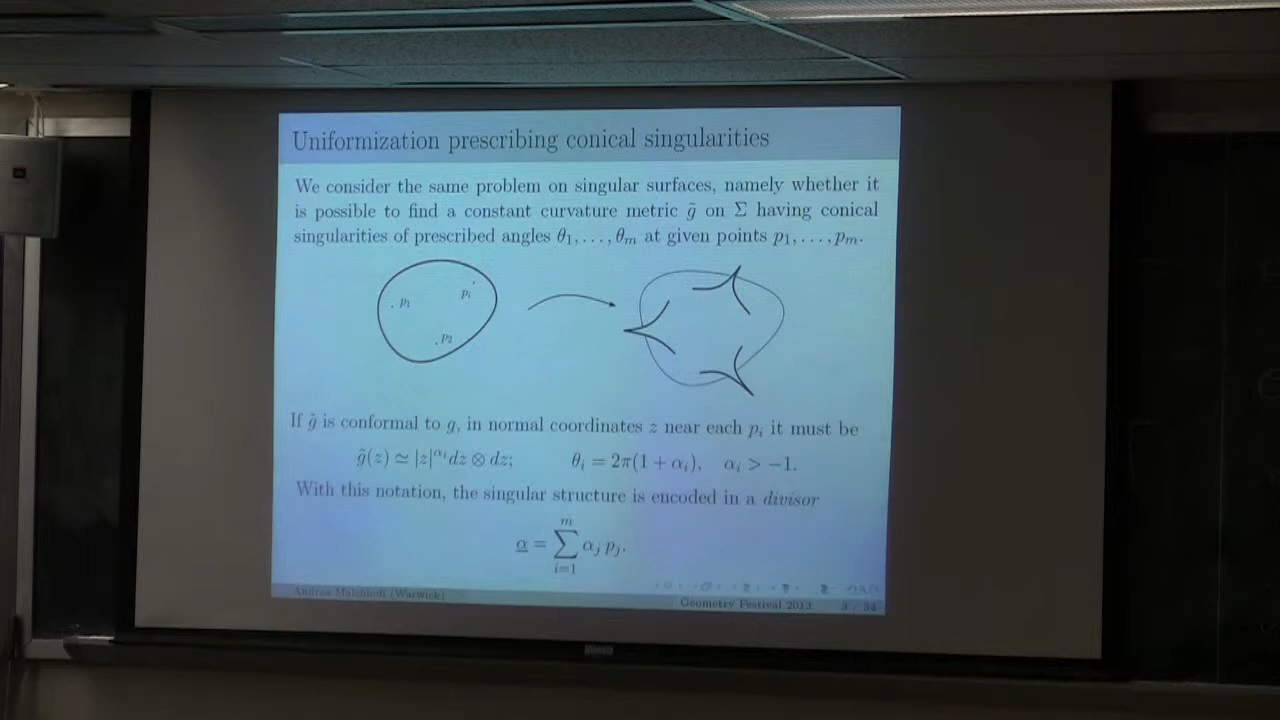 Uniformization prescribing conical singularities
We consider the same problem on singular surfaces, namely whether it
is possible to find a constant curvature metric g̃ on Σ having conical
singularities of prescribed angles θ₁, . . . , θₘ at given points p₁, . . . , pₘ.
p₁ pᵢ
p₂
If g̃ is conformal to g, in normal coordinates z near each pᵢ it must be
g̃(z) ≃ |z|^{αᵢ} dz ⊗ dz; θᵢ = 2π(1 + αᵢ), αᵢ > −1.
With this notation, the singular structure is encoded in a divisor
α = ∑_{i=1}^{m} αⱼ pⱼ.
Andrea Malchiodi (Warwick) Geometry Festival 2013 3 / 34